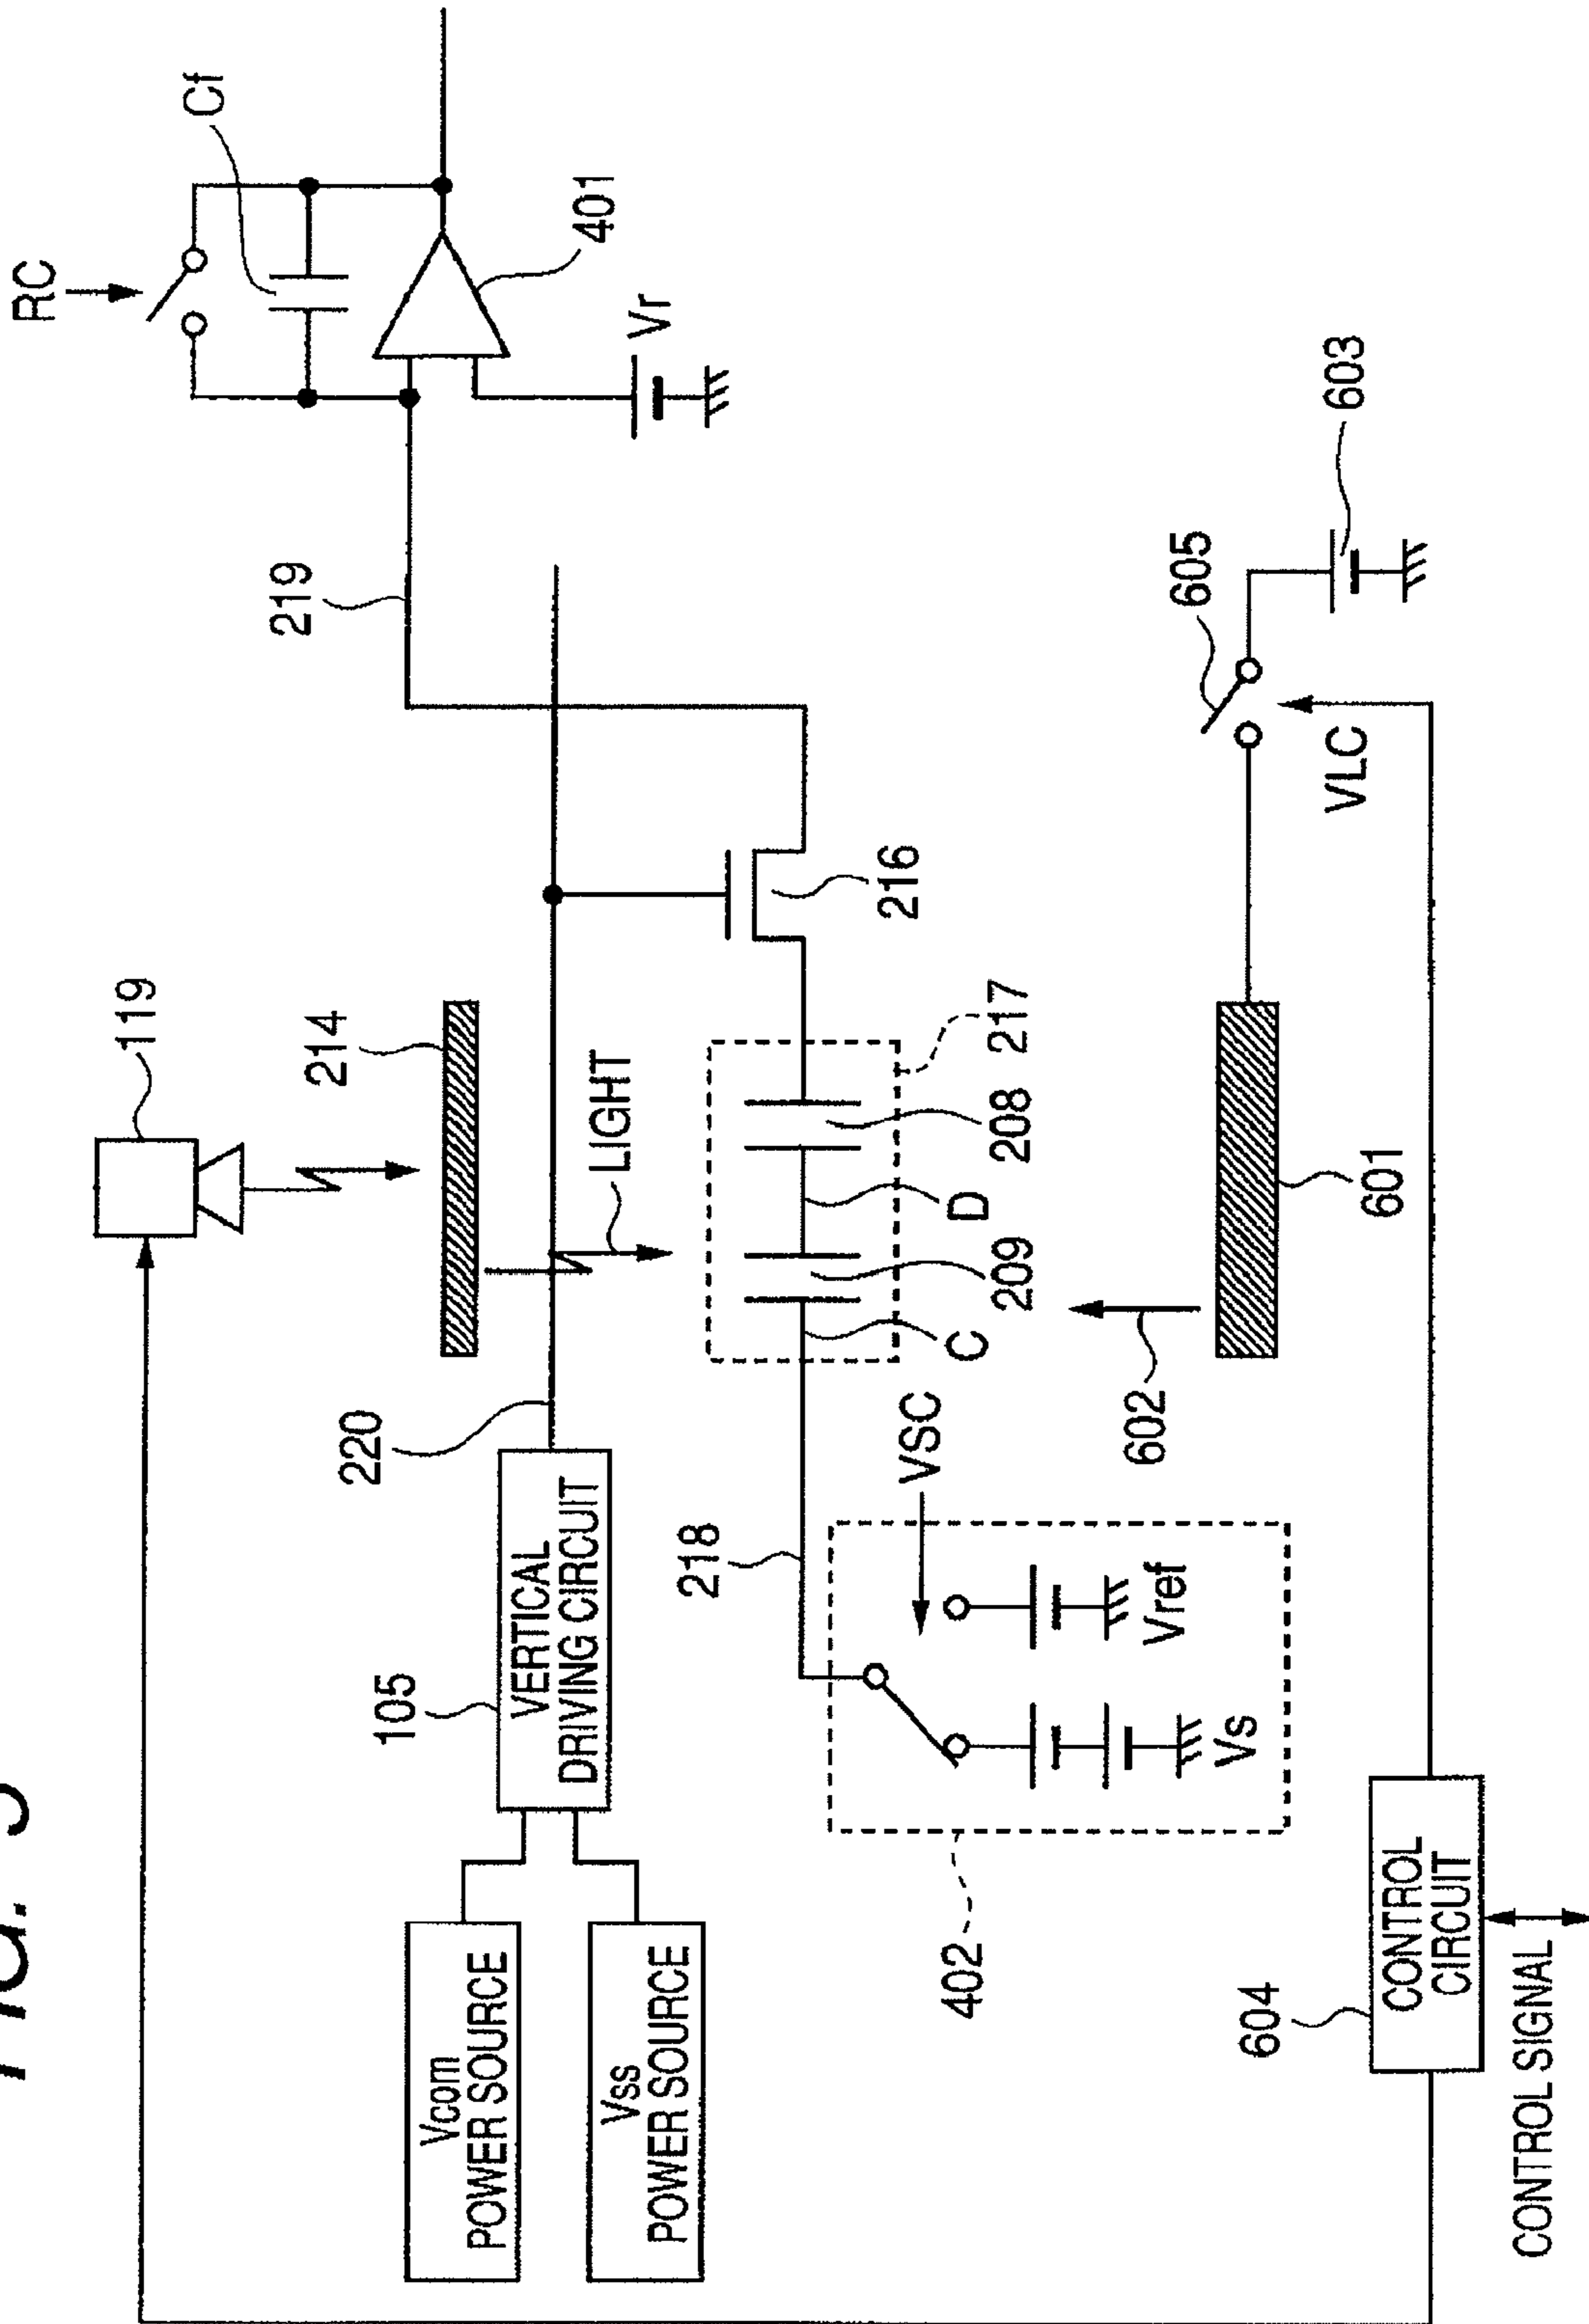 RC
Cf
119
401
214
219
Vr
LIGHT
220
105
VERTICAL
DRIVING CIRCUIT
Vcom
POWER SOURCE
Vss
POWER SOURCE
218
VSC
216
217
208
D
209
C
402
Vs
Vref
602
601
605
603
VLC
604
CONTROL
CIRCUIT
CONTROL SIGNAL